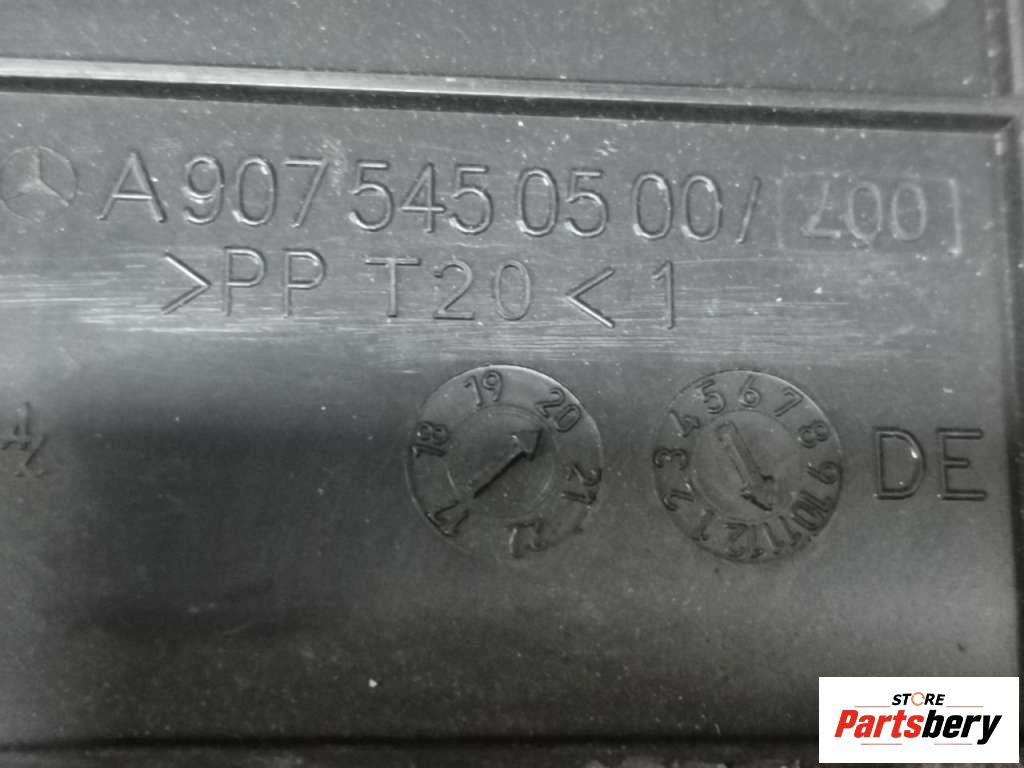 A 907 545 05 00/ Z00
>PP T20<1
17 18 19 20 21 22
1 2 3 4 5 6 7 8 9 10 11 12
DE
STORE
Partsbery